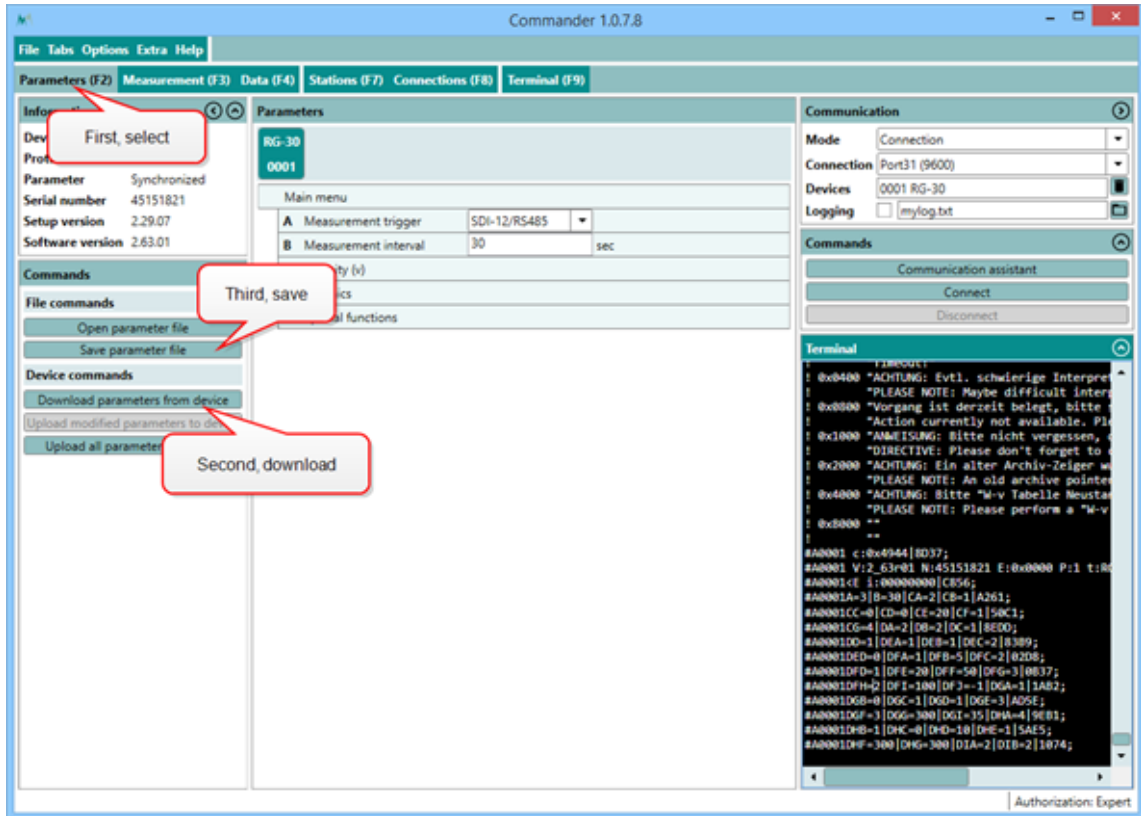 Commander 1.0.7.8
File Tabs Options Extra Help
Parameters (F2) Measurement (F3) Data (F4) Stations (F7) Connections (F8) Terminal (F9)
First, select
Parameter Synchronized
Serial number 45151821
Setup version 2.29.07
Software version 2.63.01
Commands
File commands
Open parameter file
Save parameter file
Third, save
Device commands
Download parameters from device
Upload modified parameters to
Upload all
Second, download
Parameters
RG-30
0001
Main menu
A Measurement trigger SDI-12/RS485
B Measurement interval 30 sec
(v)
functions
Communication
Mode Connection
Connection Port31 (9600)
Devices 0001 RG-30
Logging mylog.txt
Commands
Communication assistant
Connect
Disconnect
Terminal
! 0x0400 "ACHTUNG: Evtl. schwierige
! "PLEASE NOTE: Maybe difficult
! 0x0800 "Vorgang ist derzeit belegt, bitte
! "Action currently not available.
! 0x1000 "ANWEISUNG: Bitte nicht vergessen,
! "DIRECTIVE: Please don't forget to
! 0x2000 "ACHTUNG: Ein alter Archiv-Zeiger
! "PLEASE NOTE: An old archive
! 0x4000 "ACHTUNG: Bitte "W-v Tabelle
! "PLEASE NOTE: Please perform a "W-v
! 0x8000 ""
! ""
#A0001 c:0x4944|8D37;
#A0001 V:2_63r01 N:45151821 E:0x0000 P:1
#A0001<E i:00000000|C856;
#A0001A=3|B=30|CA=2|CB=1|A261;
#A0001CC=0|CD=0|CE=20|CF=1|50C1;
#A0001CG=4|DA=2|DB=2|DC=1|8EDD;
#A0001DD=1|DEA=1|DEB=1|DEC=2|83B9;
#A0001DED=0|DFA=1|DFB=5|DFC=2|02D8;
#A0001DFD=1|DFE=20|DFF=50|DFG=3|0B37;
#A0001DFH=2|DFI=100|DFJ=-1|DGA=1|1AB2;
#A0001DGB=0|DGC=1|DGD=1|DGE=3|AD5E;
#A0001DGF=3|DGG=300|DGI=35|DHA=4|9EB1;
#A0001DHB=1|DHC=0|DHD=10|DHE=1|5AE5;
#A0001DHF=300|DHG=300|DIA=2|DIB=2|1074;
Authorization: Expert